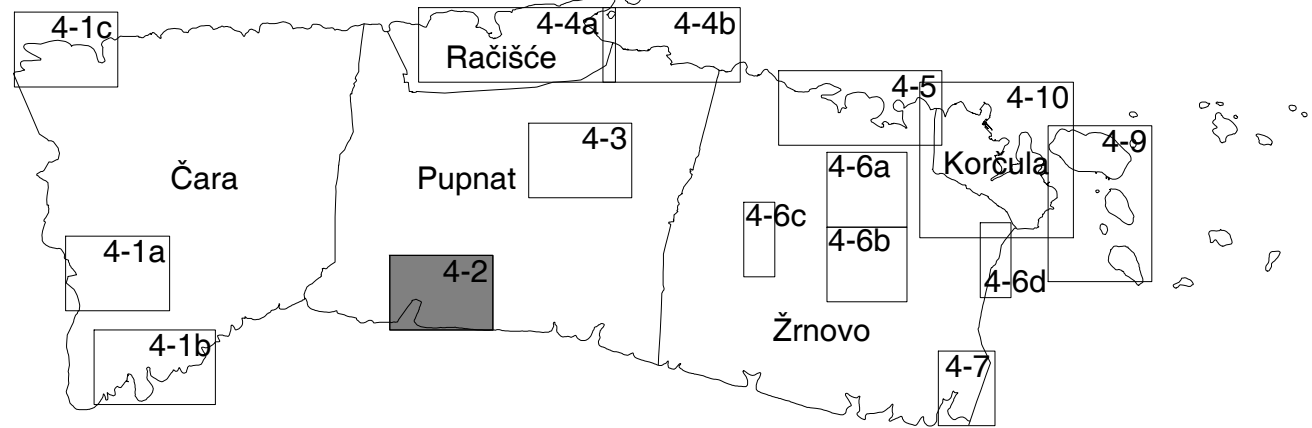 4-1c
4-4a
4-4b
Račišće
4-5
4-10
4-3
4-9
Čara
Pupnat
4-6a
Korčula
4-6c
4-1a
4-2
4-6b
4-6d
Žrnovo
4-1b
4-7